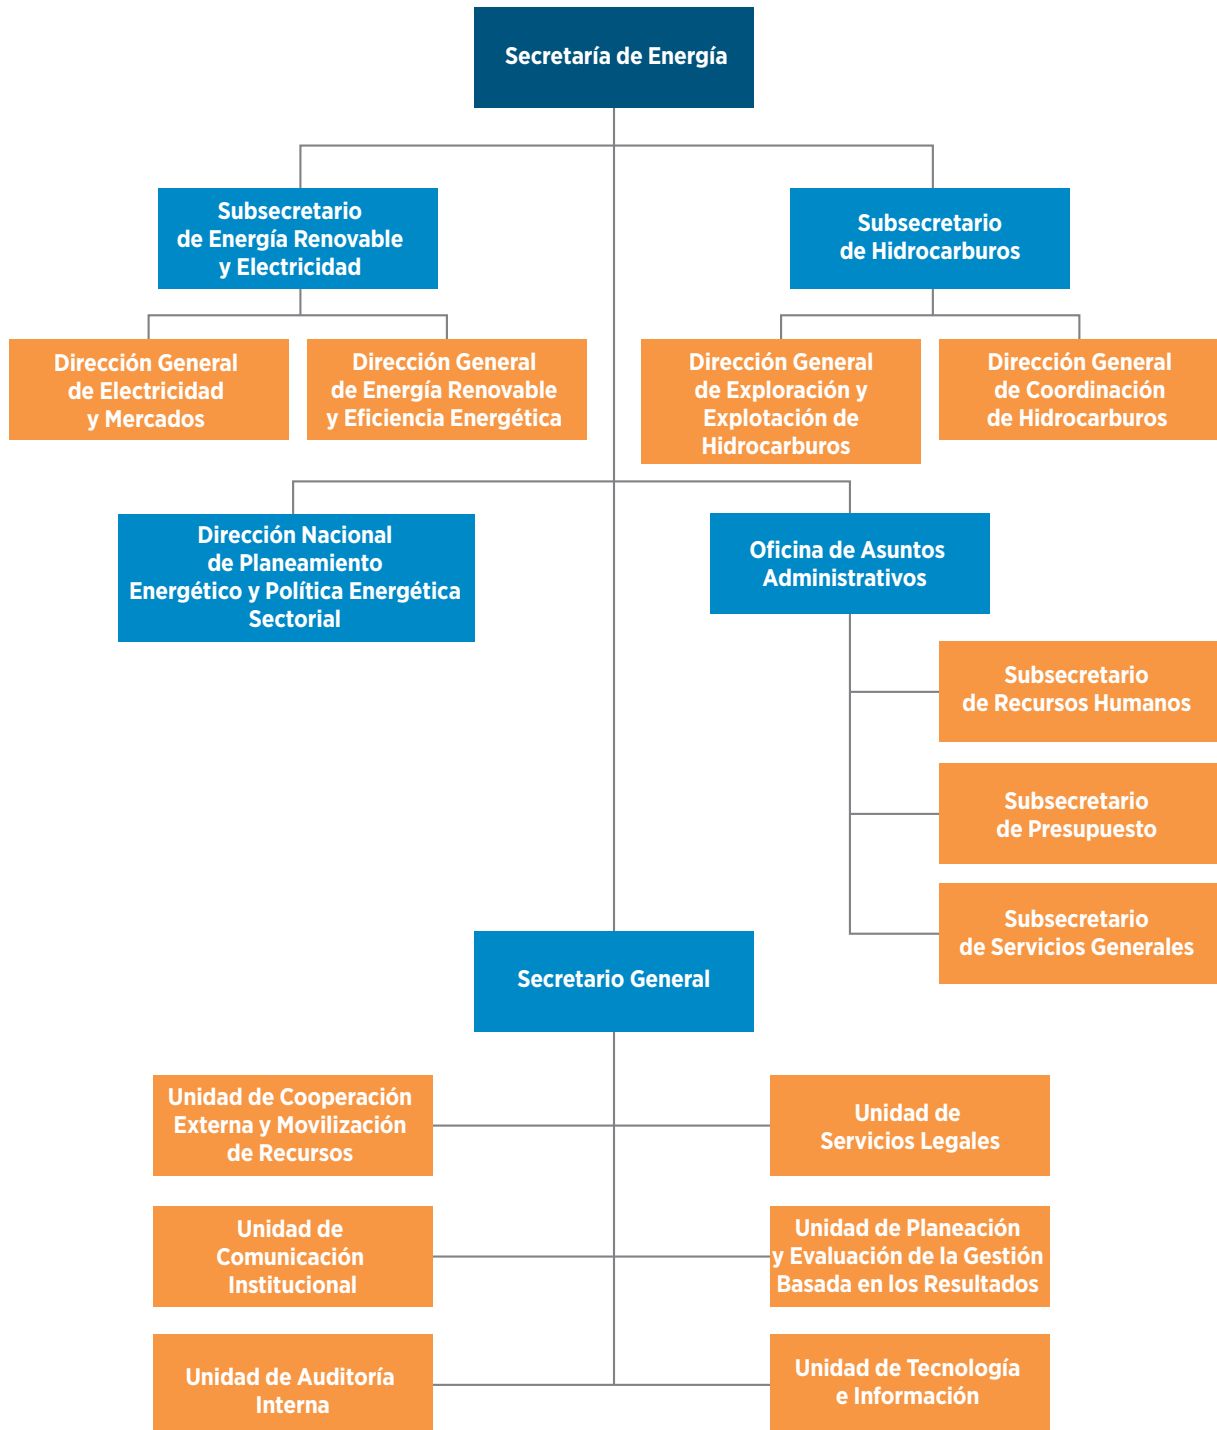 Secretaría de Energía
Subsecretario
de Energía Renovable
y Electricidad
Subsecretario
de Hidrocarburos
Dirección General
de Electricidad
y Mercados
Dirección General
de Energía Renovable
y Eficiencia Energética
Dirección General
de Exploración y
Explotación de
Hidrocarburos
Dirección General
de Coordinación
de Hidrocarburos
Dirección Nacional
de Planeamiento
Energético y Política Energética
Sectorial
Oficina de Asuntos
Administrativos
Subsecretario
de Recursos Humanos
Subsecretario
de Presupuesto
Subsecretario
de Servicios Generales
Secretario General
Unidad de Cooperación
Externa y Movilización
de Recursos
Unidad de
Servicios Legales
Unidad de
Comunicación
Institucional
Unidad de Planeación
y Evaluación de la Gestión
Basada en los Resultados
Unidad de Auditoría
Interna
Unidad de Tecnología
e Información